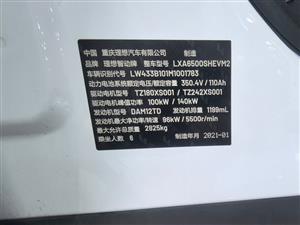 中国 重庆理想汽车有限公司 制造
品牌 理想智动牌 整车型号 LXA6500SHEVM2
车辆识别代号 LW433B101M1001783
动力电池系统额定电压/额定容量 350.4V / 110Ah
驱动电机型号 TZ180XS001 / TZ242XS001
驱动电机峰值功率 100kW / 140kW
发动机型号 DAM12TD 发动机排量 1199mL
发动机最大净功率/转速 96kW / 5500r/min
最大允许总质量 2825kg
乘坐人数 6 制造年月 2021-01